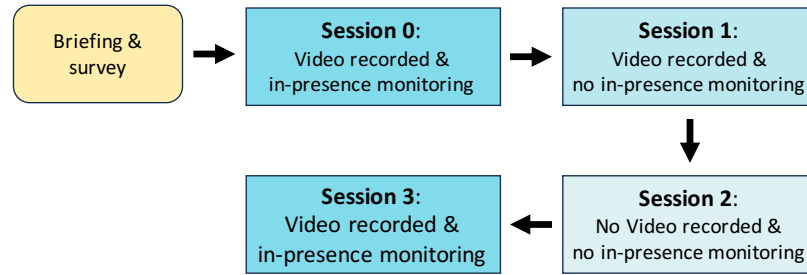 Briefing &
survey
Session 0:
Video recorded &
in-presence monitoring
Session 1:
Video recorded &
no in-presence monitoring
Session 2:
No Video recorded &
no in-presence monitoring
Session 3:
Video recorded &
in-presence monitoring